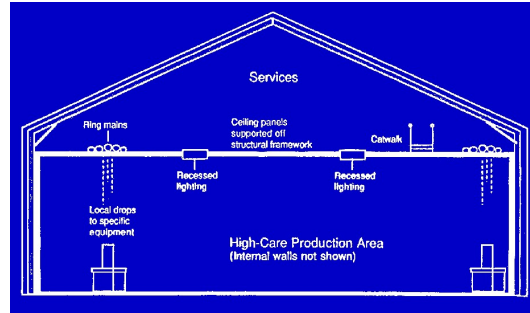 Services
Ring mains
Ceiling panels
supported off
structural framework
Catwalk
Recessed
lighting
Recessed
lighting
Local drops
to specific
equipment
High-Care Production Area
(Internal walls not shown)